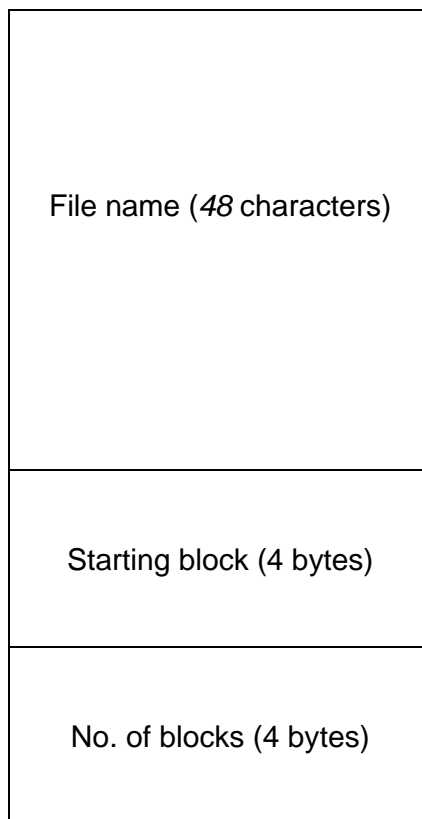 File name (48 characters)
Starting block (4 bytes)
No. of blocks (4 bytes)